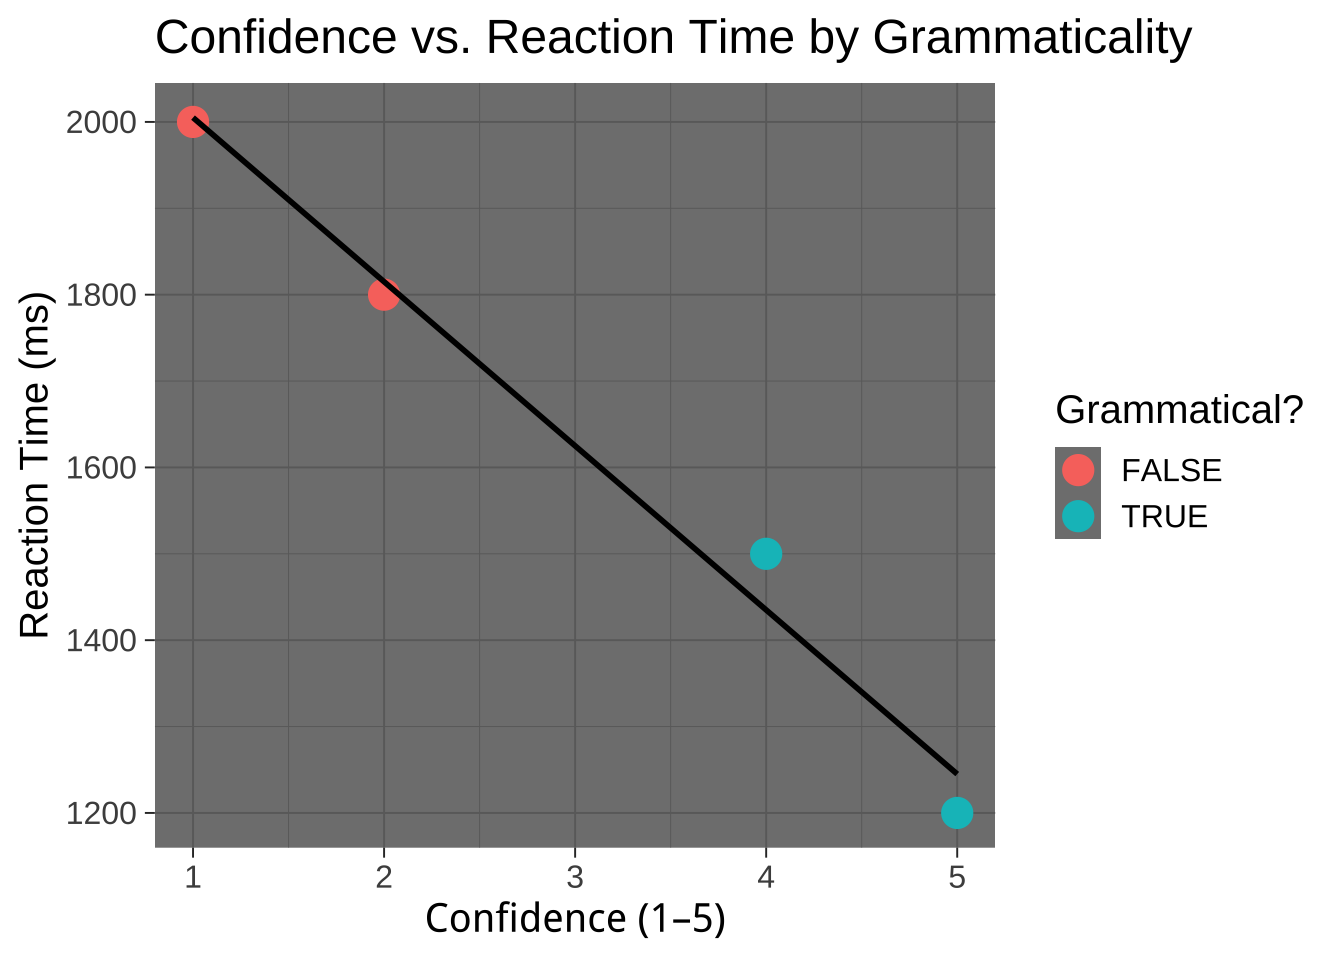 Confidence vs. Reaction Time by Grammaticality
Reaction Time (ms)
2000
1800
1600
1400
1200
1 2 3 4 5
Confidence (1–5)
Grammatical?
FALSE
TRUE